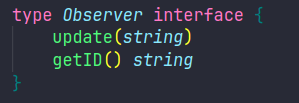 type Observer interface {
    update(string)
    getID() string
}